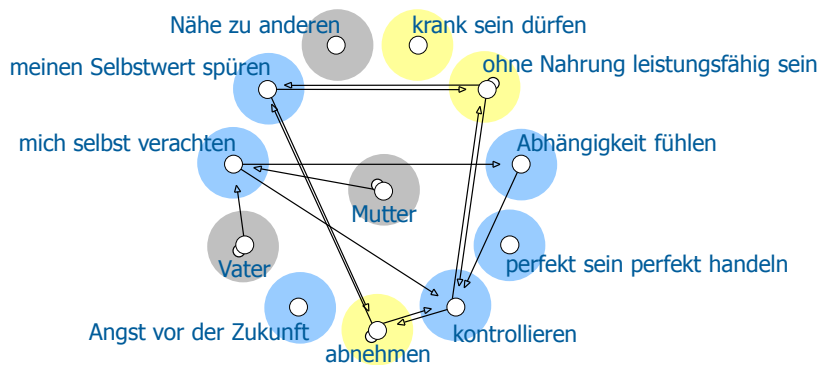 Nähe zu anderen
krank sein dürfen
meinen Selbstwert spüren
ohne Nahrung leistungsfähig sein
mich selbst verachten
Abhängigkeit fühlen
Mutter
Vater
perfekt sein perfekt handeln
Angst vor der Zukunft
kontrollieren
abnehmen